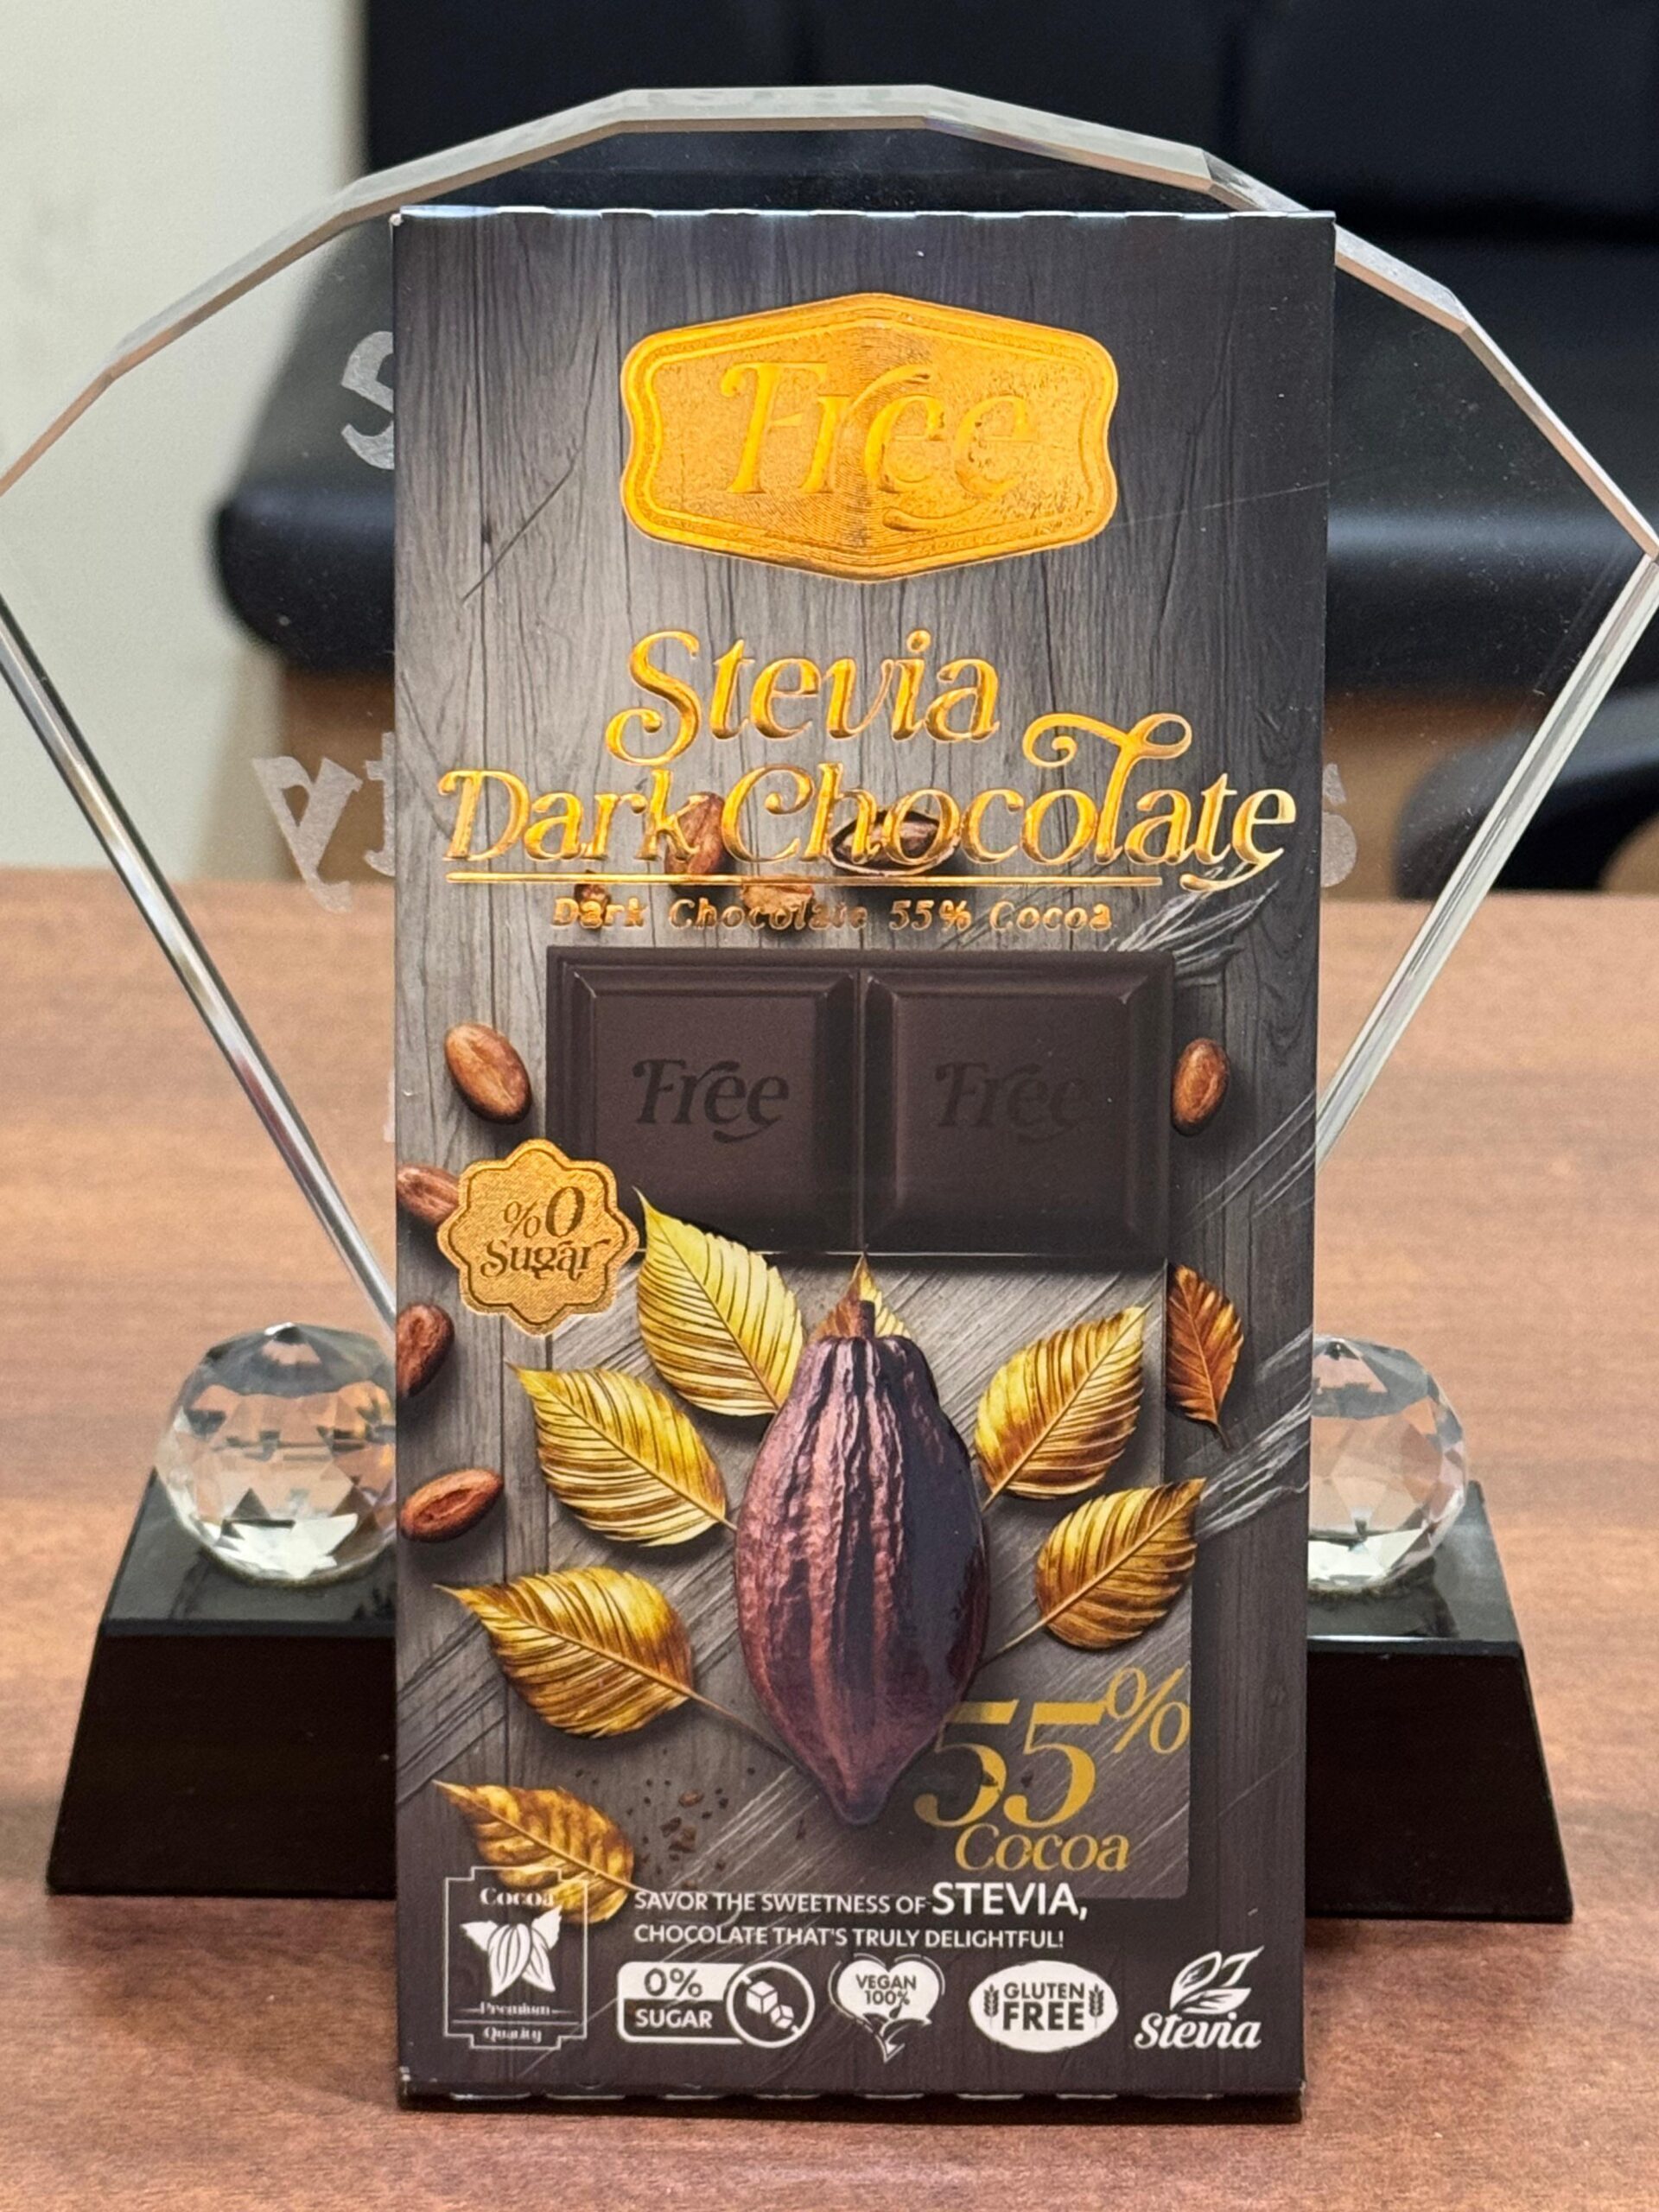 Free
Stevia
Dark Chocolate
Dark Chocolate 55% Cocoa
Free Free
%0
Sugar
55%
Cocoa
Cocoa
Premium
Quality
SAVOR THE SWEETNESS OF STEVIA,
CHOCOLATE THAT'S TRULY DELIGHTFUL!
0%
SUGAR
VEGAN
100%
GLUTEN
FREE
Stevia